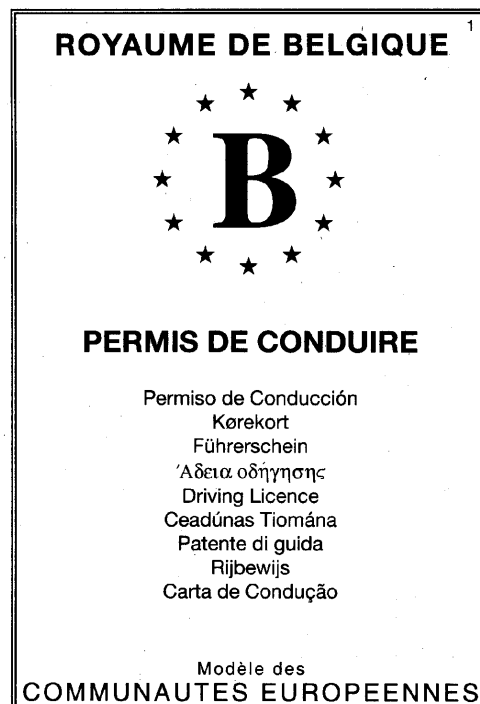 1
ROYAUME DE BELGIQUE
B
PERMIS DE CONDUIRE
Permiso de Conducción
Kørekort
Führerschein
Άδεια οδήγησης
Driving Licence
Ceadúnas Tiomána
Patente di guida
Rijbewijs
Carta de Condução
Modèle des
COMMUNAUTES EUROPEENNES